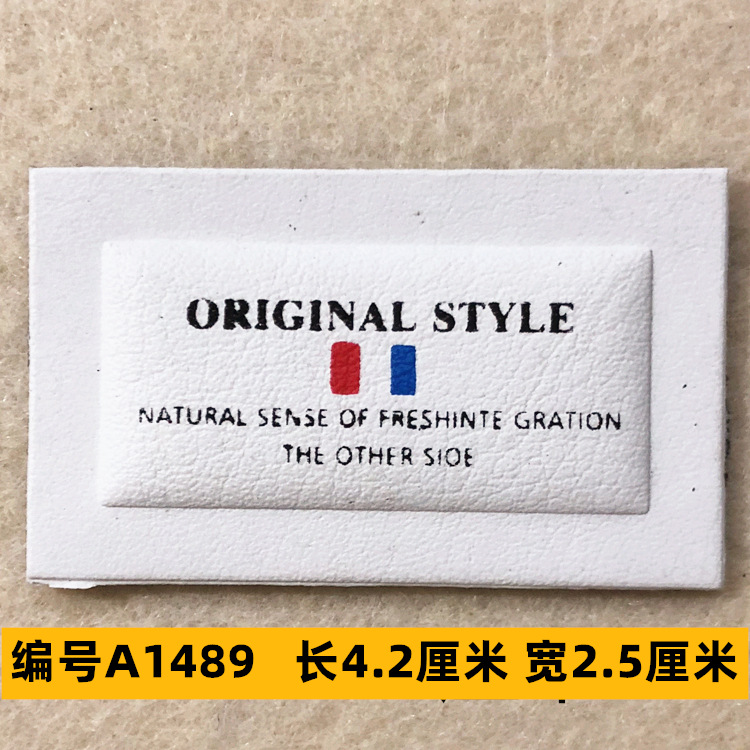 ORIGINAL STYLE
NATURAL SENSE OF FRESHINTE GRATION
THE OTHER SIOE
编号A1489 长4.2厘米 宽2.5厘米